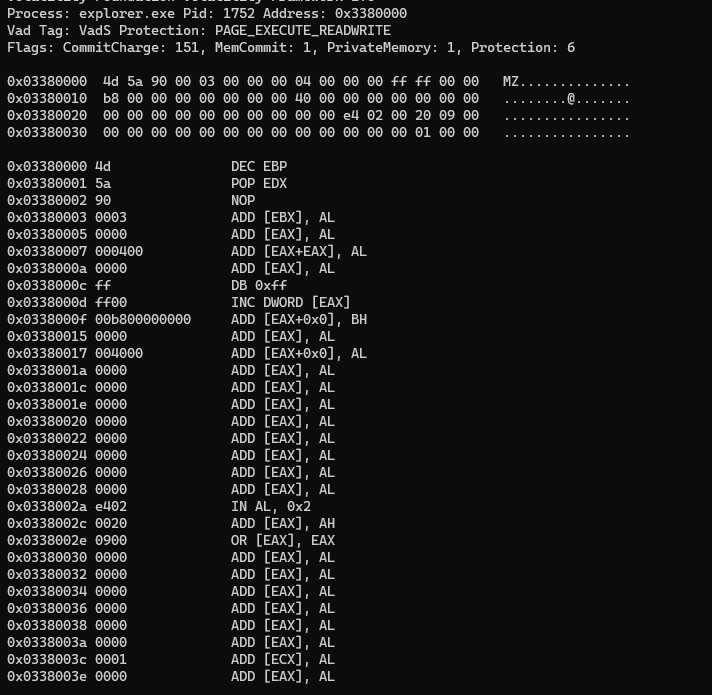 Process: explorer.exe Pid: 1752 Address: 0x3380000
Vad Tag: VadS Protection: PAGE_EXECUTE_READWRITE
Flags: CommitCharge: 151, MemCommit: 1, PrivateMemory: 1, Protection: 6
0x03380000  4d 5a 90 00 03 00 00 00 04 00 00 00 ff ff 00 00   MZ..............
0x03380010  b8 00 00 00 00 00 00 00 40 00 00 00 00 00 00 00   ........@.......
0x03380020  00 00 00 00 00 00 00 00 00 00 e4 02 00 20 09 00   ................
0x03380030  00 00 00 00 00 00 00 00 00 00 00 00 00 01 00 00   ................
0x03380000 4d               DEC EBP
0x03380001 5a               POP EDX
0x03380002 90               NOP
0x03380003 0003             ADD [EBX], AL
0x03380005 0000             ADD [EAX], AL
0x03380007 000400           ADD [EAX+EAX], AL
0x0338000a 0000             ADD [EAX], AL
0x0338000c ff               DB 0xff
0x0338000d ff00             INC DWORD [EAX]
0x0338000f 00b800000000     ADD [EAX+0x0], BH
0x03380015 0000             ADD [EAX], AL
0x03380017 004000           ADD [EAX+0x0], AL
0x0338001a 0000             ADD [EAX], AL
0x0338001c 0000             ADD [EAX], AL
0x0338001e 0000             ADD [EAX], AL
0x03380020 0000             ADD [EAX], AL
0x03380022 0000             ADD [EAX], AL
0x03380024 0000             ADD [EAX], AL
0x03380026 0000             ADD [EAX], AL
0x03380028 0000             ADD [EAX], AL
0x0338002a e402             IN AL, 0x2
0x0338002c 0020             ADD [EAX], AH
0x0338002e 0900             OR [EAX], EAX
0x03380030 0000             ADD [EAX], AL
0x03380032 0000             ADD [EAX], AL
0x03380034 0000             ADD [EAX], AL
0x03380036 0000             ADD [EAX], AL
0x03380038 0000             ADD [EAX], AL
0x0338003a 0000             ADD [EAX], AL
0x0338003c 0001             ADD [ECX], AL
0x0338003e 0000             ADD [EAX], AL